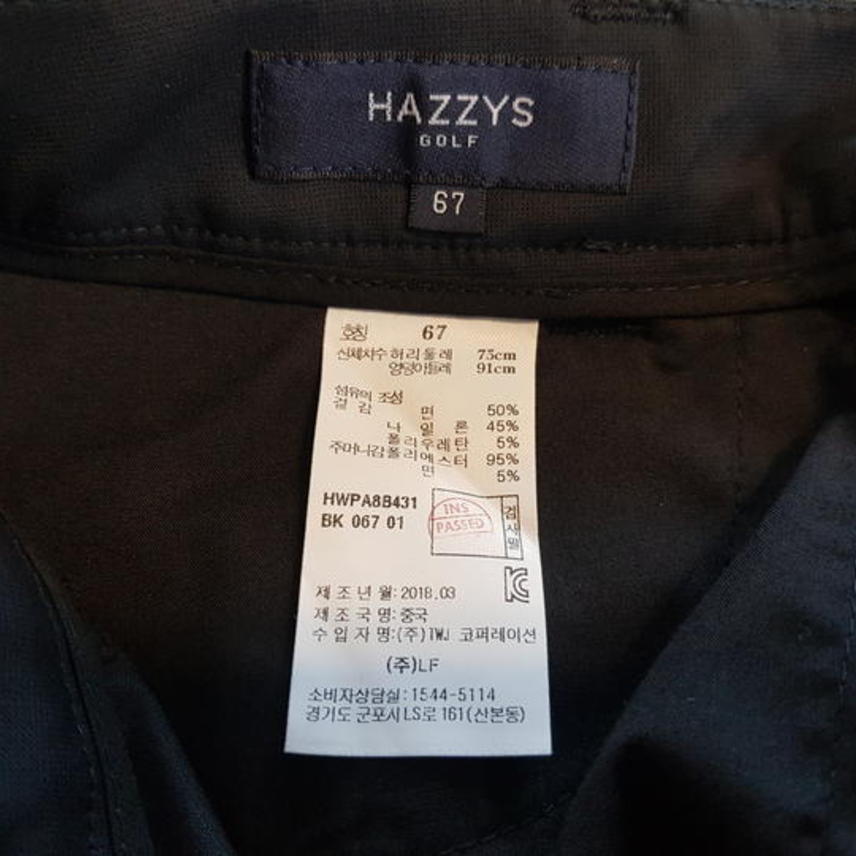 HAZZYS
GOLF
67
호칭 67
신체치수 허리둘레 75cm
엉덩이둘레 91cm
섬유의 조성
겉감 면 50%
나일론 45%
폴리우레탄 5%
주머니감 폴리에스터 95%
면 5%
HWPA8B431
BK 067 01
INS
PASSED
검사필
제조년월:2018.03
제조국명:중국
수입자명:(주)TWJ 코퍼레이션
(주)LF
소비자상담실:1544-5114
경기도 군포시 LS로 161(산본동)